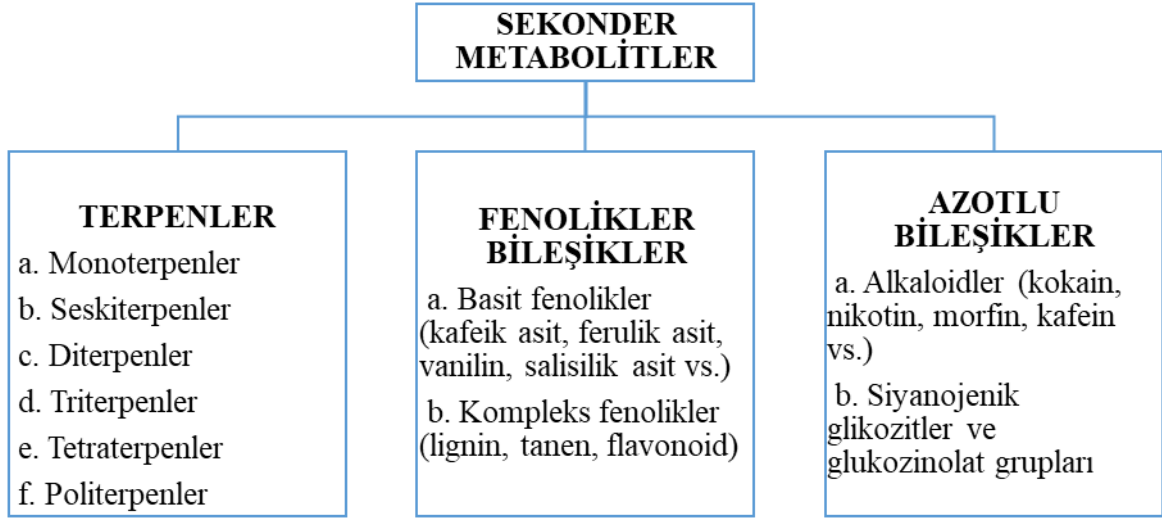 SEKONDER
METABOLİTLER
TERPENLER
a. Monoterpenler
b. Seskiterpenler
c. Diterpenler
d. Triterpenler
e. Tetraterpenler
f. Politerpenler
FENOLİKLER
BİLEŞİKLER
a. Basit fenolikler
(kafeik asit, ferulik asit,
vanilin, salisilik asit vs.)
b. Kompleks fenolikler
(lignin, tanen, flavonoid)
AZOTLU
BİLEŞİKLER
a. Alkaloidler (kokain,
nikotin, morfin, kafein
vs.)
b. Siyanojenik
glikozitler ve
glukozinolat grupları